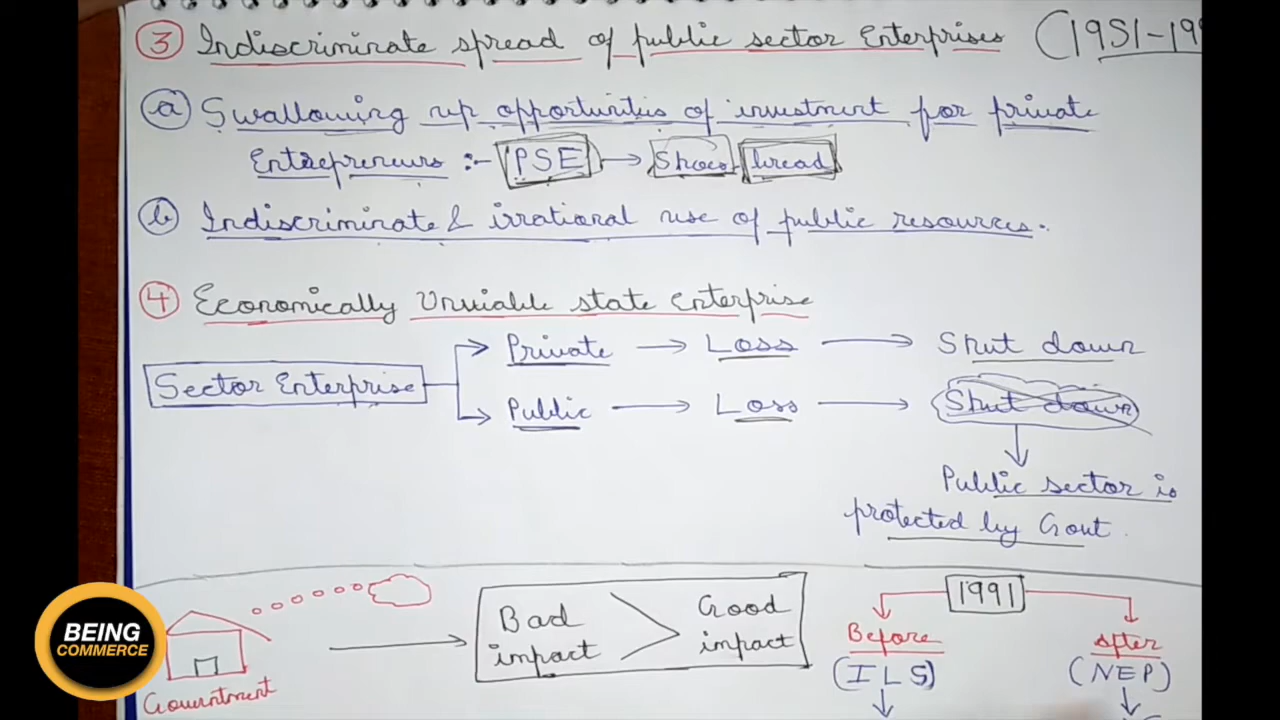 ③ Indiscriminate spread of public sector Enterprises (1951-19
ⓐ Swallowing up opportunities of investment for private
Entrepreneurs :- PSE → Shoes bread
ⓑ Indiscriminate & irrational use of public resources.
④ Economically Unviable state Enterprise
Sector Enterprise
Private → Loss → Shut down
Public → Loss → Shut down
Public sector is
protected by Gout.
Gouerntment
Bad impact > Good impact
1991
Before
(ILS)
after
(NEP)
BEING
COMMERCE